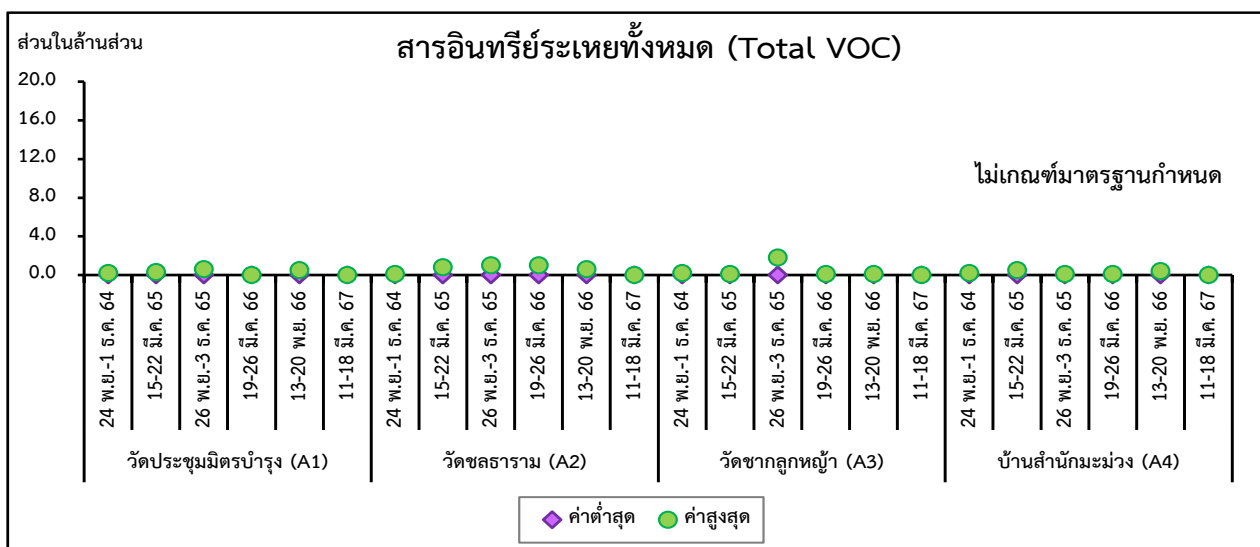 ส่วนในล้านส่วน
สารอินทรีย์ระเหยทั้งหมด (Total VOC)
20.0
16.0
12.0
8.0
4.0
0.0
ไม่เกณฑ์มาตรฐานกำหนด
24 พ.ย.-1 ธ.ค. 64
15-22 มี.ค. 65
26 พ.ย.-3 ธ.ค. 65
19-26 มี.ค. 66
13-20 พ.ย. 66
11-18 มี.ค. 67
24 พ.ย.-1 ธ.ค. 64
15-22 มี.ค. 65
26 พ.ย.-3 ธ.ค. 65
19-26 มี.ค. 66
13-20 พ.ย. 66
11-18 มี.ค. 67
24 พ.ย.-1 ธ.ค. 64
15-22 มี.ค. 65
26 พ.ย.-3 ธ.ค. 65
19-26 มี.ค. 66
13-20 พ.ย. 66
11-18 มี.ค. 67
24 พ.ย.-1 ธ.ค. 64
15-22 มี.ค. 65
26 พ.ย.-3 ธ.ค. 65
19-26 มี.ค. 66
13-20 พ.ย. 66
11-18 มี.ค. 67
วัดประชุมมิตรบำรุง (A1)
วัดชลธาราม (A2)
วัดชากลูกหญ้า (A3)
บ้านสำนักมะม่วง (A4)
ค่าต่ำสุด
ค่าสูงสุด